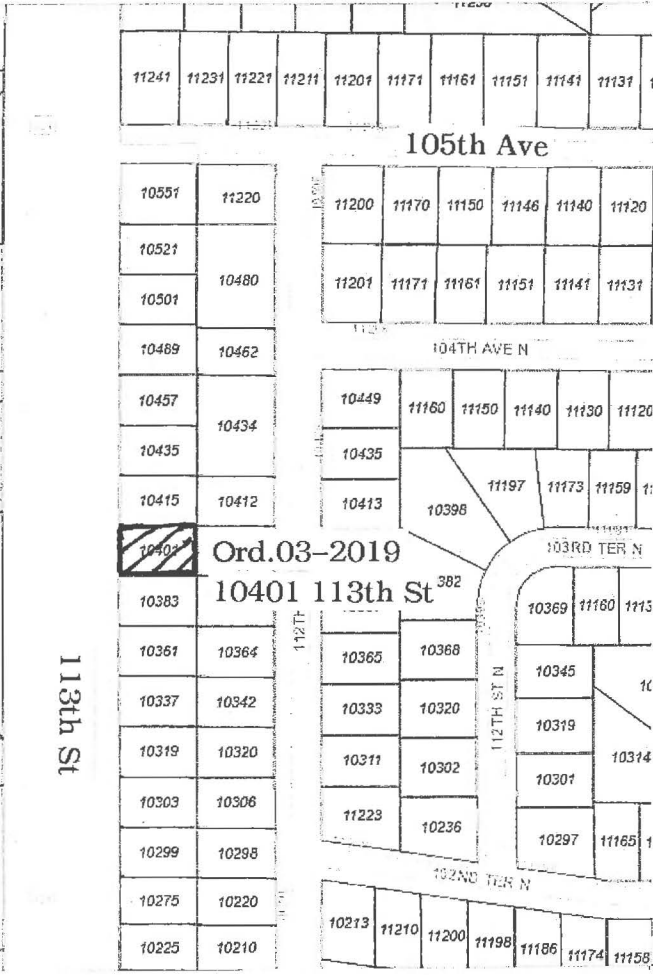 11241 11231 11221 11211 11201 11171 11161 11151 11141 11131
105th Ave
10551 11220 11200 11170 11150 11146 11140 11120
10521
10480 11201 11171 11161 11151 11141 11131
10501
10489 10462 104TH AVE N
10457 10449 11160 11150 11140 11130 11120
10434
10435 10435
10415 10412 10413 10398 11197 11173 11159
10401 Ord.03-2019 103RD TER N
10383 10401 113th St 382 10369 11160
112TH
10361 10364 10365 10368 10345
10337 10342 10333 10320 112TH ST N 10319
113th St
10319 10320 10311 10302 10301 10314
10303 10306 11223 10236 10297 11165
10299 10298 102ND TER N
10275 10220 10213 11210 11200 11198 11186 11174 11158
10225 10210